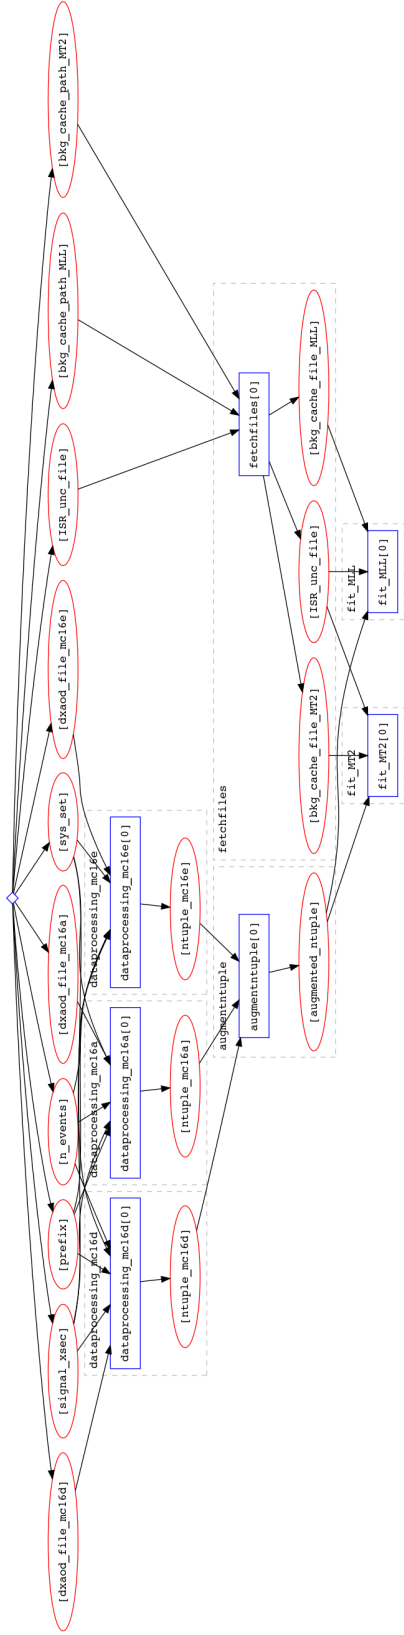 [bkg_cache_path_MT2]
[bkg_cache_path_MLL]
[ISR_unc_file]
[dxaod_file_mc16e]
[sys_set]
[dxaod_file_mc16a]
[n_events]
[prefix]
[signal_xsec]
[dxaod_file_mc16d]
dataprocessing_mc16e
dataprocessing_mc16e[0]
[ntuple_mc16e]
dataprocessing_mc16a
dataprocessing_mc16a[0]
[ntuple_mc16a]
dataprocessing_mc16d
dataprocessing_mc16d[0]
[ntuple_mc16d]
fetchfiles
fetchfiles[0]
[bkg_cache_file_MLL]
[ISR_unc_file]
[bkg_cache_file_MT2]
augmentntuple
augmentntuple[0]
[augmented_ntuple]
fit_MLL
fit_MLL[0]
fit_MT2
fit_MT2[0]